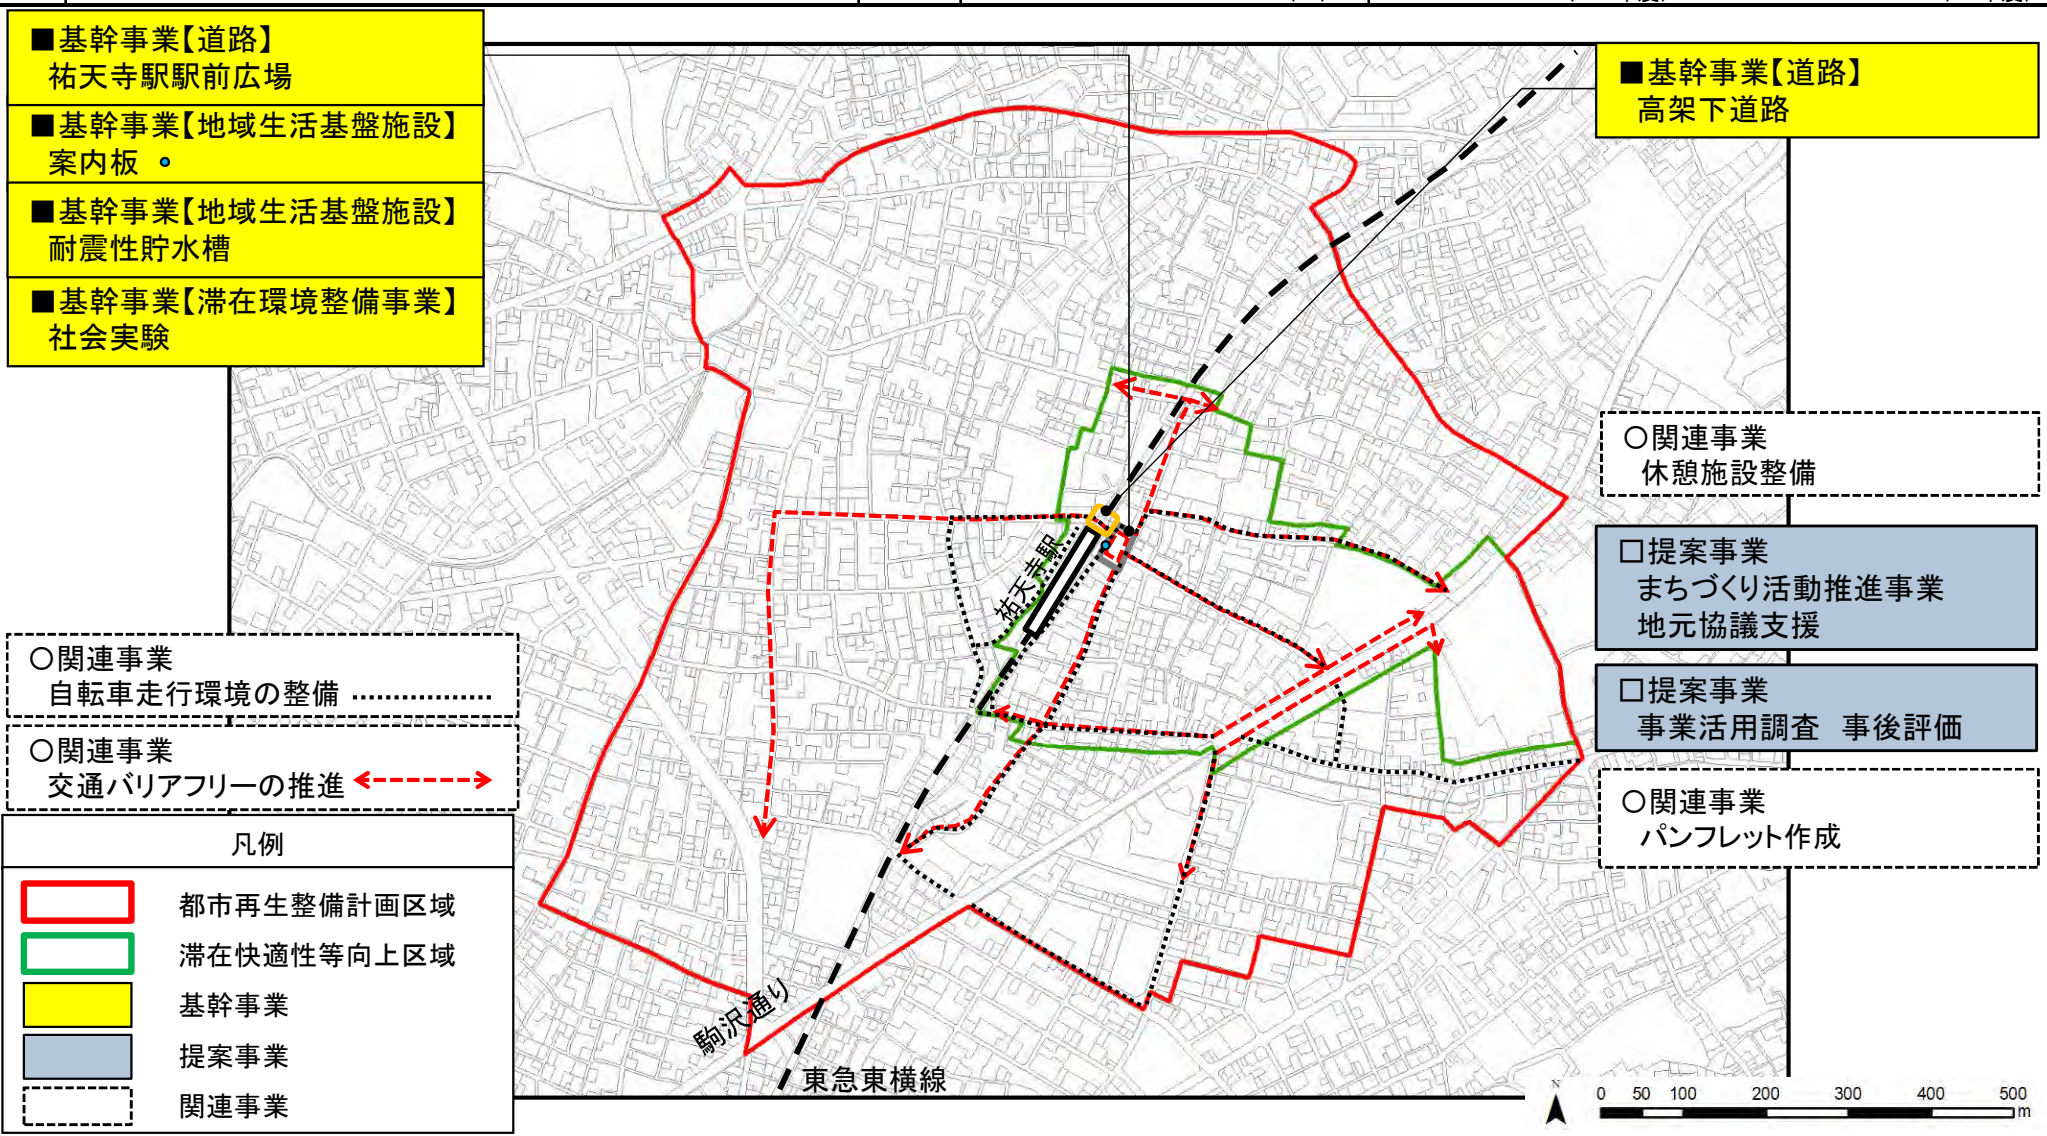 ■基幹事業【道路】
祐天寺駅駅前広場
■基幹事業【地域生活基盤施設】
案内板
■基幹事業【地域生活基盤施設】
耐震性貯水槽
■基幹事業【滞在環境整備事業】
社会実験
■基幹事業【道路】
高架下道路
○関連事業
休憩施設整備
□提案事業
まちづくり活動推進事業
地元協議支援
□提案事業
事業活用調査 事後評価
○関連事業
パンフレット作成
○関連事業
自転車走行環境の整備
○関連事業
交通バリアフリーの推進
祐天寺駅
駒沢通り
東急東横線
凡例
都市再生整備計画区域
滞在快適性等向上区域
基幹事業
提案事業
関連事業
N
0 50 100 200 300 400 500
m